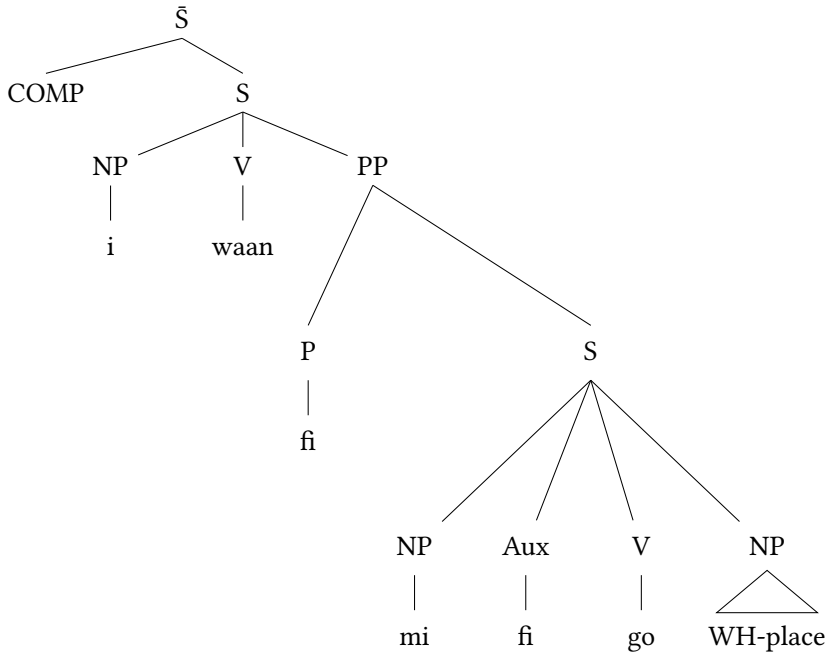 S̄
COMP S
NP V PP
i waan
P S
fi
NP Aux V NP
mi fi go WH-place